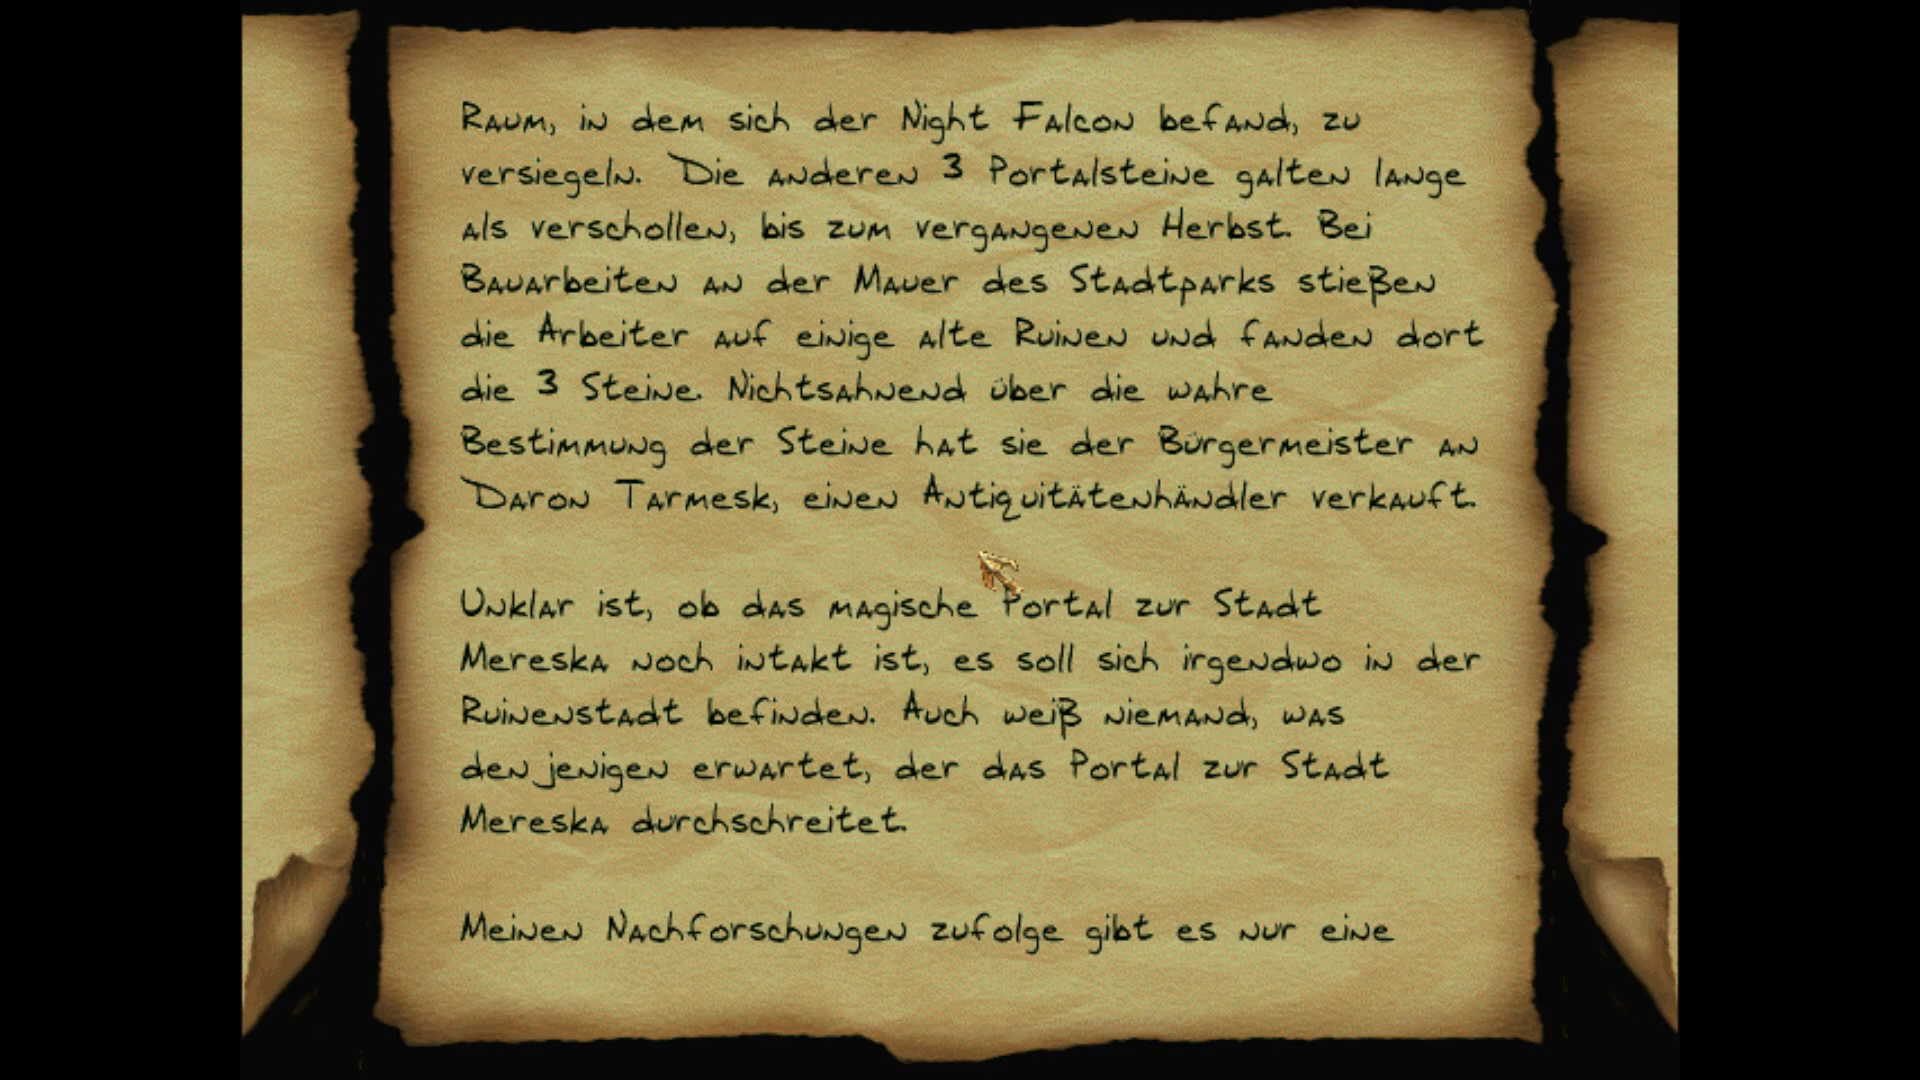 Raum, in dem sich der Night Falcon befand, zu
versiegeln. Die anderen 3 Portalsteine galten lange
als verschollen, bis zum vergangenen Herbst. Bei
Bauarbeiten an der Mauer des Stadtparks stießen
die Arbeiter auf einige alte Ruinen und fanden dort
die 3 Steine. Nichtsahnend über die wahre
Bestimmung der Steine hat sie der Bürgermeister an
Daron Tarmesk, einen Antiquitätenhändler verkauft.
Unklar ist, ob das magische Portal zur Stadt
Mereska noch intakt ist, es soll sich irgendwo in der
Ruinenstadt befinden. Auch weiß niemand, was
denjenigen erwartet, der das Portal zur Stadt
Mereska durchschreitet.
Meinen Nachforschungen zufolge gibt es nur eine